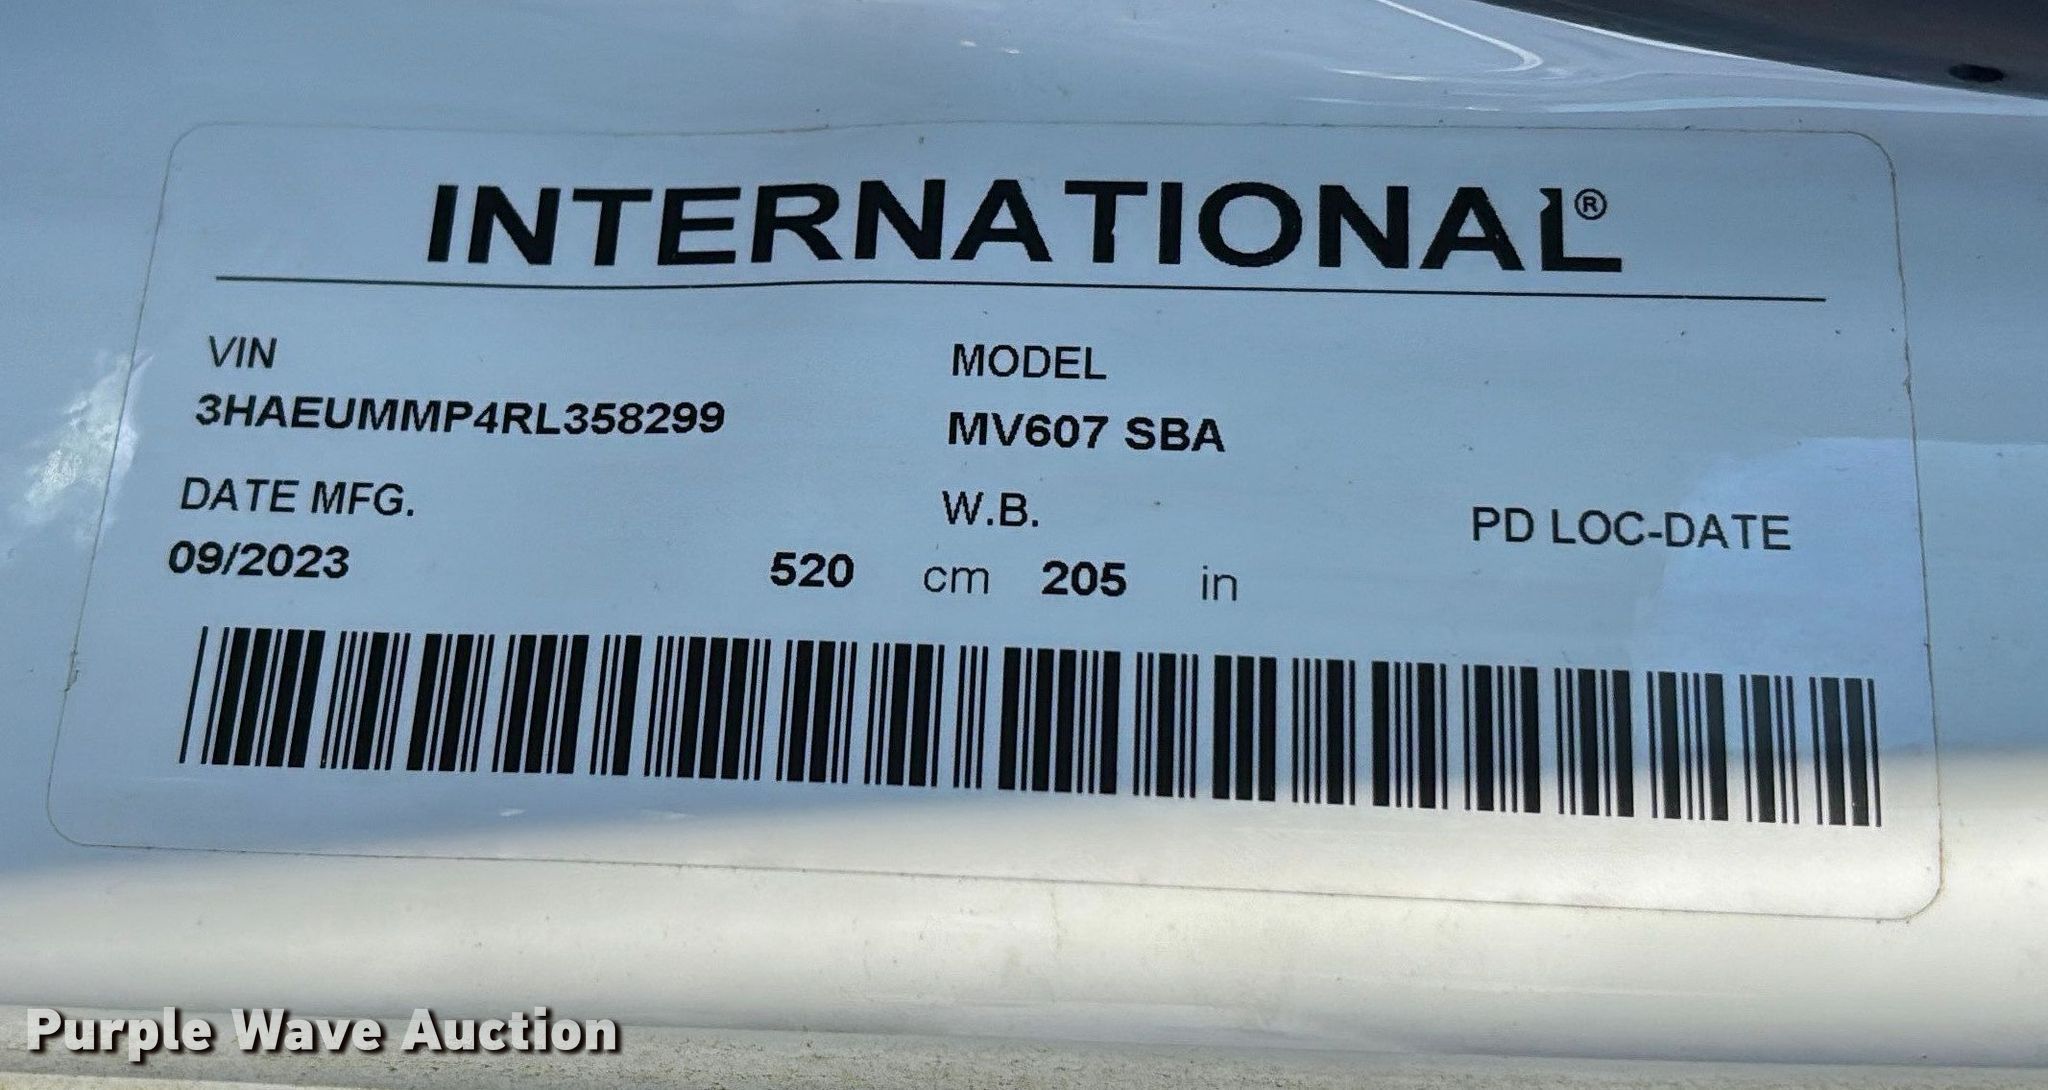 INTERNATIONAL®
VIN
3HAEUMMP4RL358299
MODEL
MV607 SBA
DATE MFG.
09/2023
W.B.
520 cm 205 in
PD LOC-DATE
Purple Wave Auction